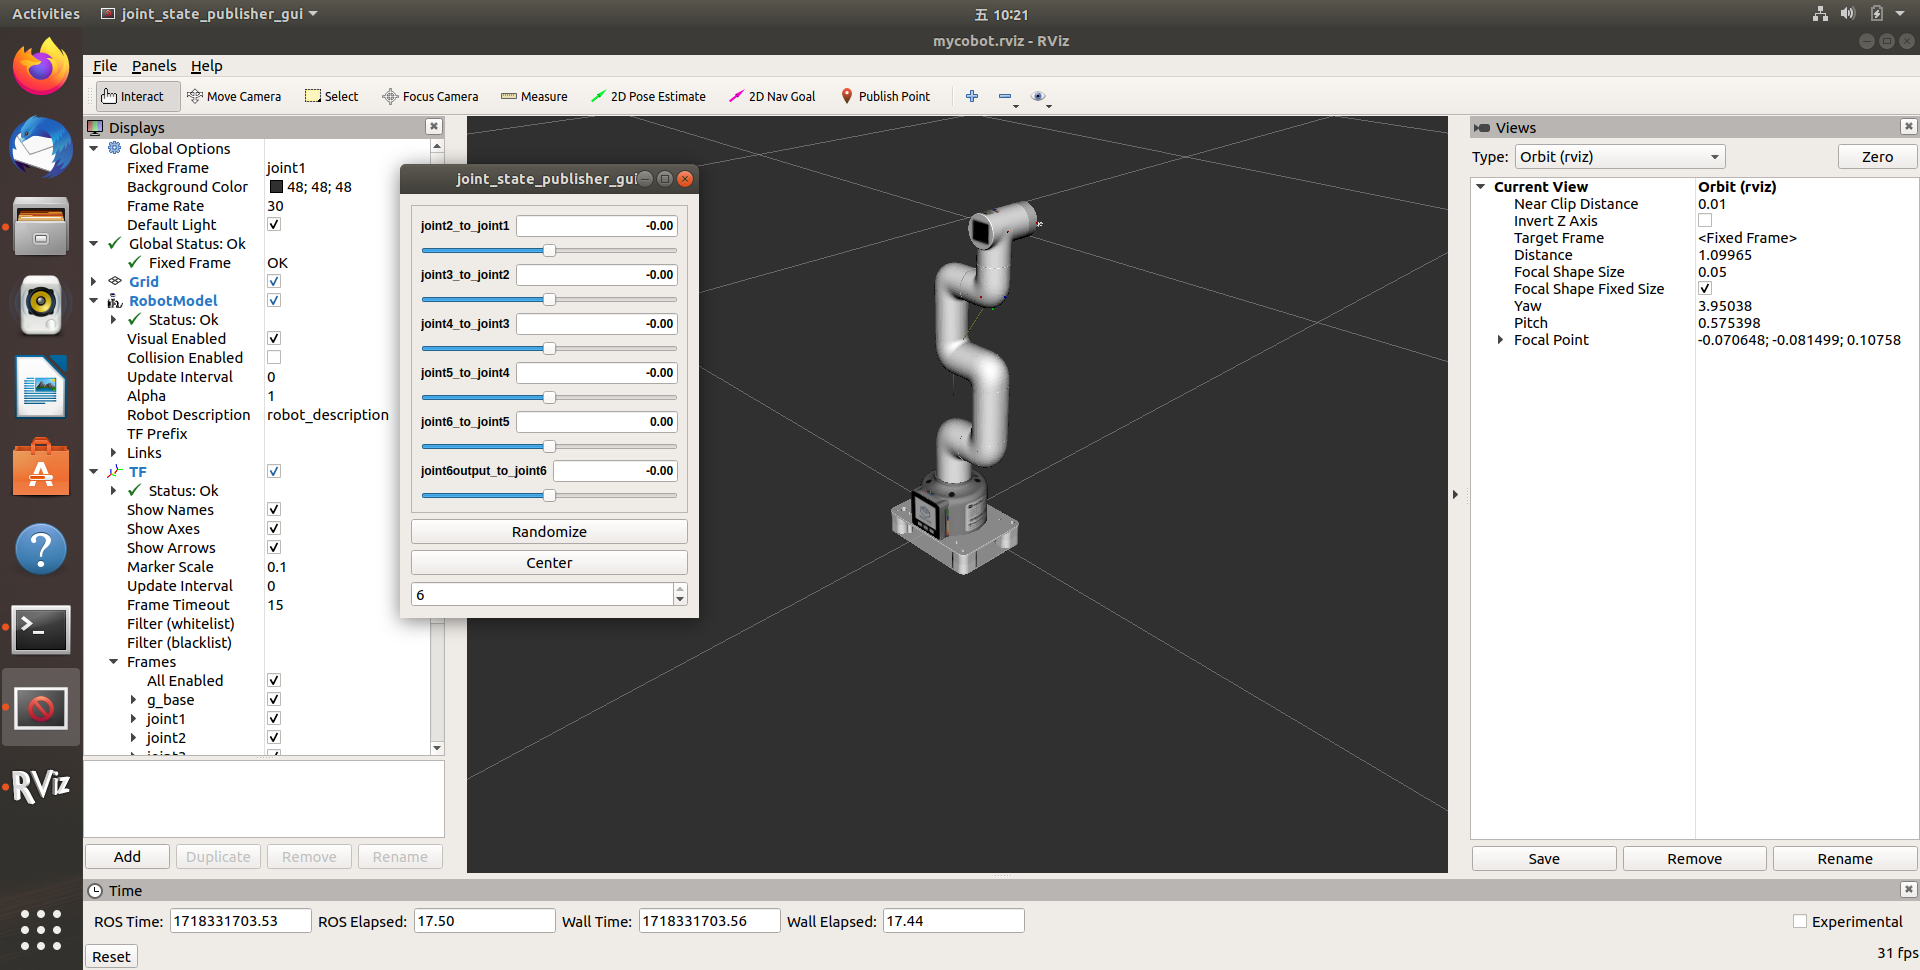 Activities
joint_state_publisher_gui
五 10:21
mycobot.rviz - RViz
File Panels Help
Interact Move Camera Select Focus Camera Measure 2D Pose Estimate 2D Nav Goal Publish Point
Displays
Global Options
Fixed Frame joint1
Background Color 48; 48; 48
Frame Rate 30
Default Light
Global Status: Ok
Fixed Frame OK
Grid
RobotModel
Status: Ok
Visual Enabled
Collision Enabled
Update Interval 0
Alpha 1
Robot Description robot_description
TF Prefix
Links
TF
Status: Ok
Show Names
Show Axes
Show Arrows
Marker Scale 0.1
Update Interval 0
Frame Timeout 15
Filter (whitelist)
Filter (blacklist)
Frames
All Enabled
g_base
joint1
joint2
Add Duplicate Remove Rename
joint_state_publisher_gui
joint2_to_joint1 -0.00
joint3_to_joint2 -0.00
joint4_to_joint3 -0.00
joint5_to_joint4 -0.00
joint6_to_joint5 0.00
joint6output_to_joint6 -0.00
Randomize
Center
6
Views
Type: Orbit (rviz) Zero
Current View Orbit (rviz)
Near Clip Distance 0.01
Invert Z Axis
Target Frame <Fixed Frame>
Distance 1.09965
Focal Shape Size 0.05
Focal Shape Fixed Size
Yaw 3.95038
Pitch 0.575398
Focal Point -0.070648; -0.081499; 0.10758
Save Remove Rename
RViz
Time
ROS Time: 1718331703.53 ROS Elapsed: 17.50 Wall Time: 1718331703.56 Wall Elapsed: 17.44 Experimental
Reset
31 fps